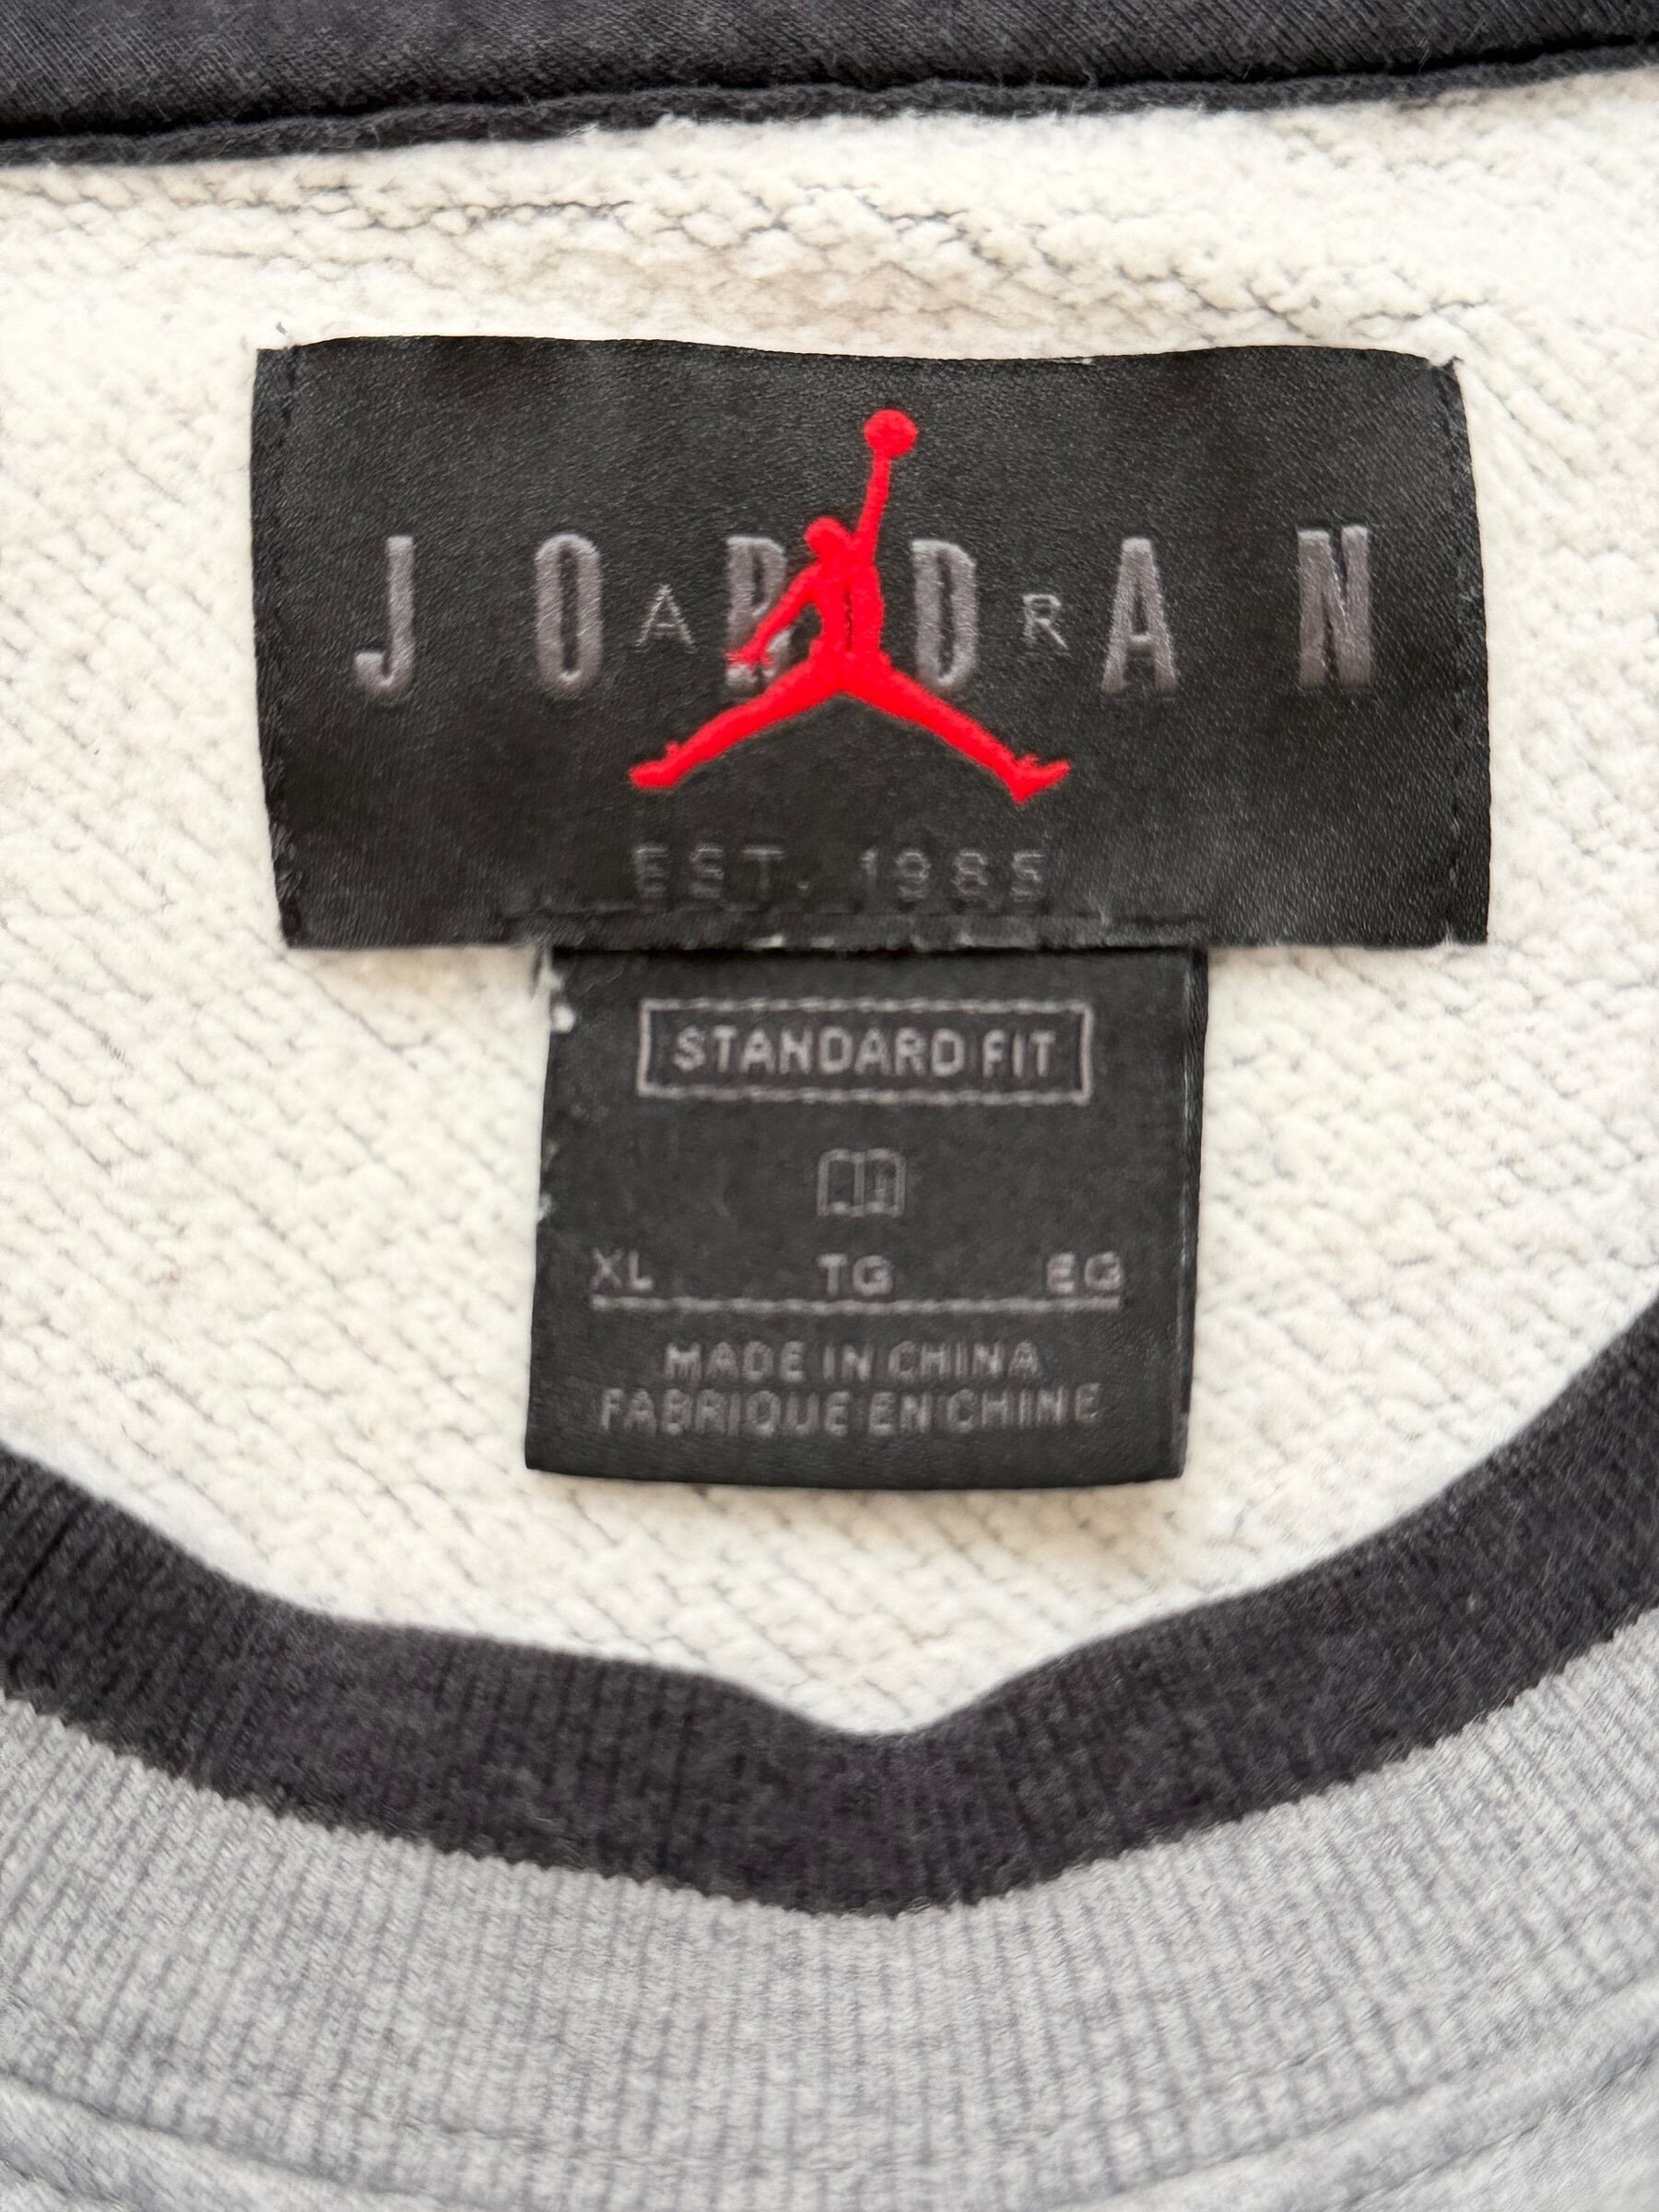 JORDAN
AIR
EST. 1985
STANDARD FIT
XL TG EG
MADE IN CHINA
FABRIQUE EN CHINE